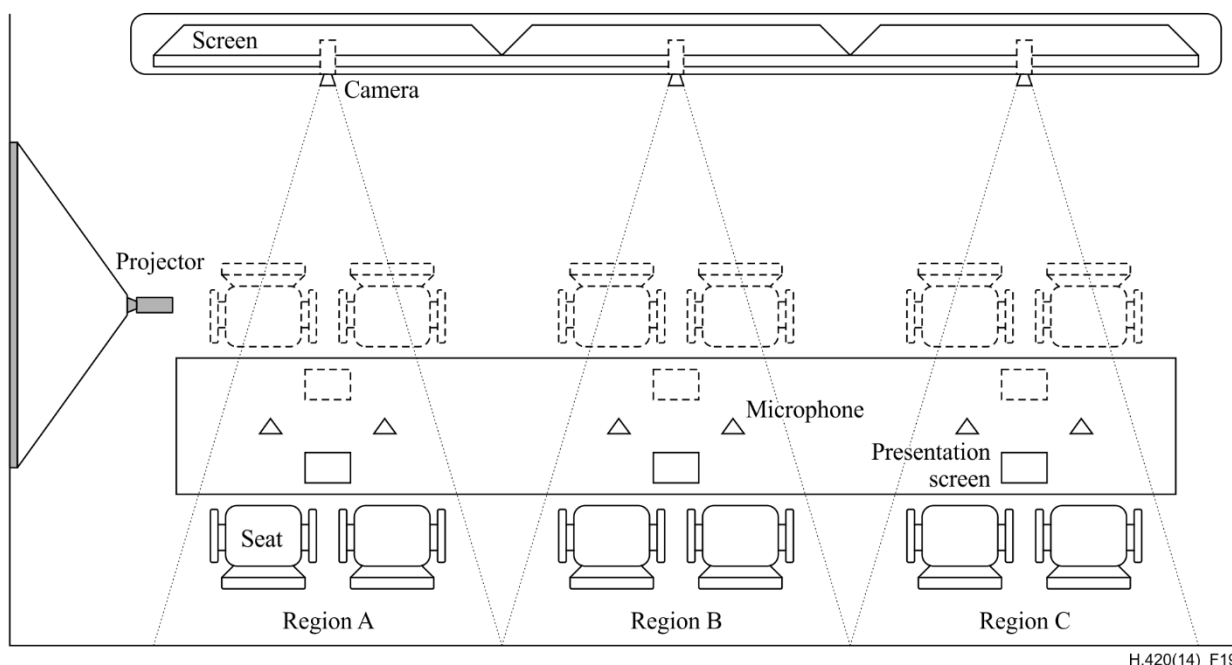 Screen
Camera
Projector
Microphone
Presentation
screen
Seat
Region A
Region B
Region C
H.420(14)_F19